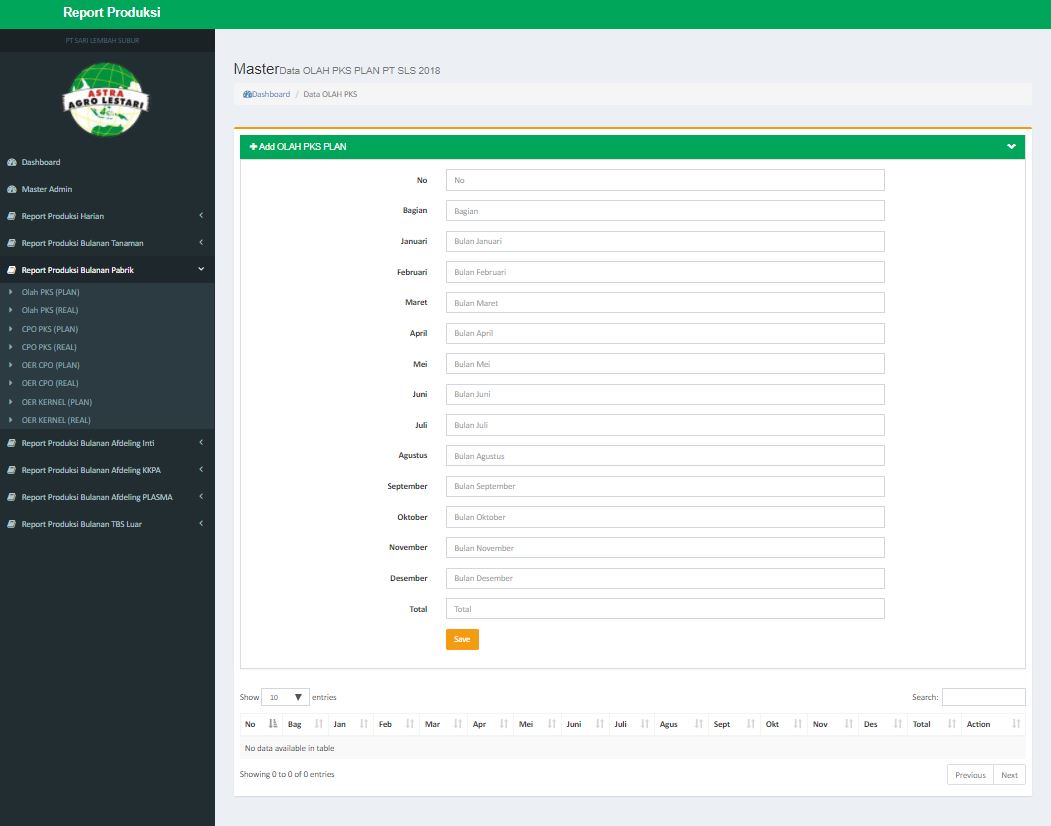 Report Produksi
PT SARI LEMBAH SUBUR
ASTRA
AGRO LESTARI
Dashboard
Master Admin
Report Produksi Harian
Report Produksi Bulanan Tanaman
Report Produksi Bulanan Pabrik
Olah PKS (PLAN)
Olah PKS (REAL)
CPO PKS (PLAN)
CPO PKS (REAL)
OER CPO (PLAN)
OER CPO (REAL)
OER KERNEL (PLAN)
OER KERNEL (REAL)
Report Produksi Bulanan Afdeling Inti
Report Produksi Bulanan Afdeling KKPA
Report Produksi Bulanan Afdeling PLASMA
Report Produksi Bulanan TBS Luar
MasterData OLAH PKS PLAN PT SLS 2018
Dashboard / Data OLAH PKS
Add OLAH PKS PLAN
No No
Bagian Bagian
Januari Bulan Januari
Februari Bulan Februari
Maret Bulan Maret
April Bulan April
Mei Bulan Mei
Juni Bulan Juni
Juli Bulan Juli
Agustus Bulan Agustus
September Bulan September
Oktober Bulan Oktober
November Bulan November
Desember Bulan Desember
Total Total
Save
Show 10 entries Search:
No Bag Jan Feb Mar Apr Mei Juni Juli Agus Sept Okt Nov Des Total Action
No data available in table
Showing 0 to 0 of 0 entries Previous Next